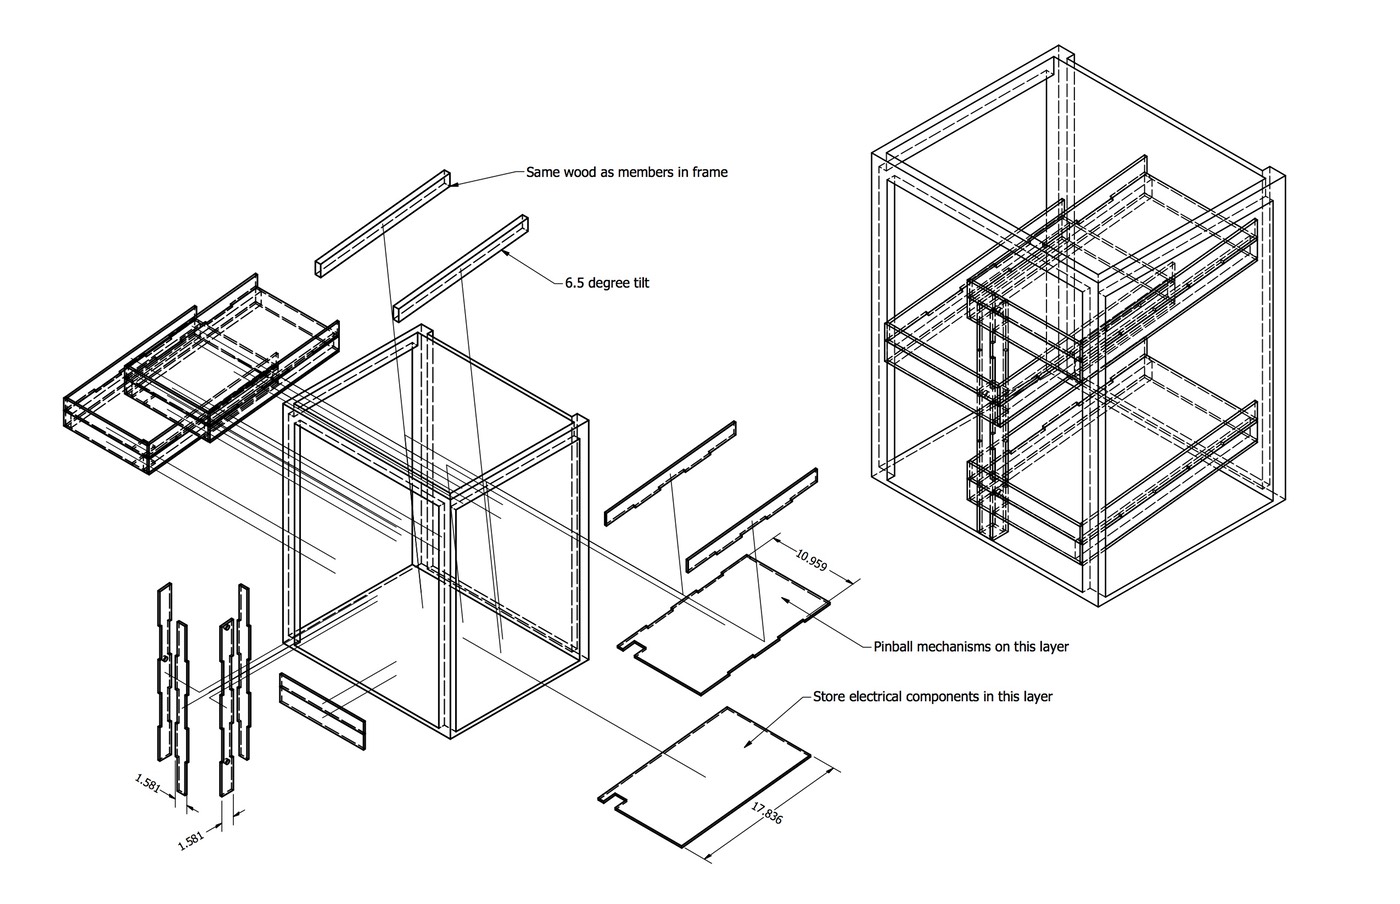 Same wood as members in frame
6.5 degree tilt
10.959
Pinball mechanisms on this layer
Store electrical components in this layer
1.581
17.836
1.581